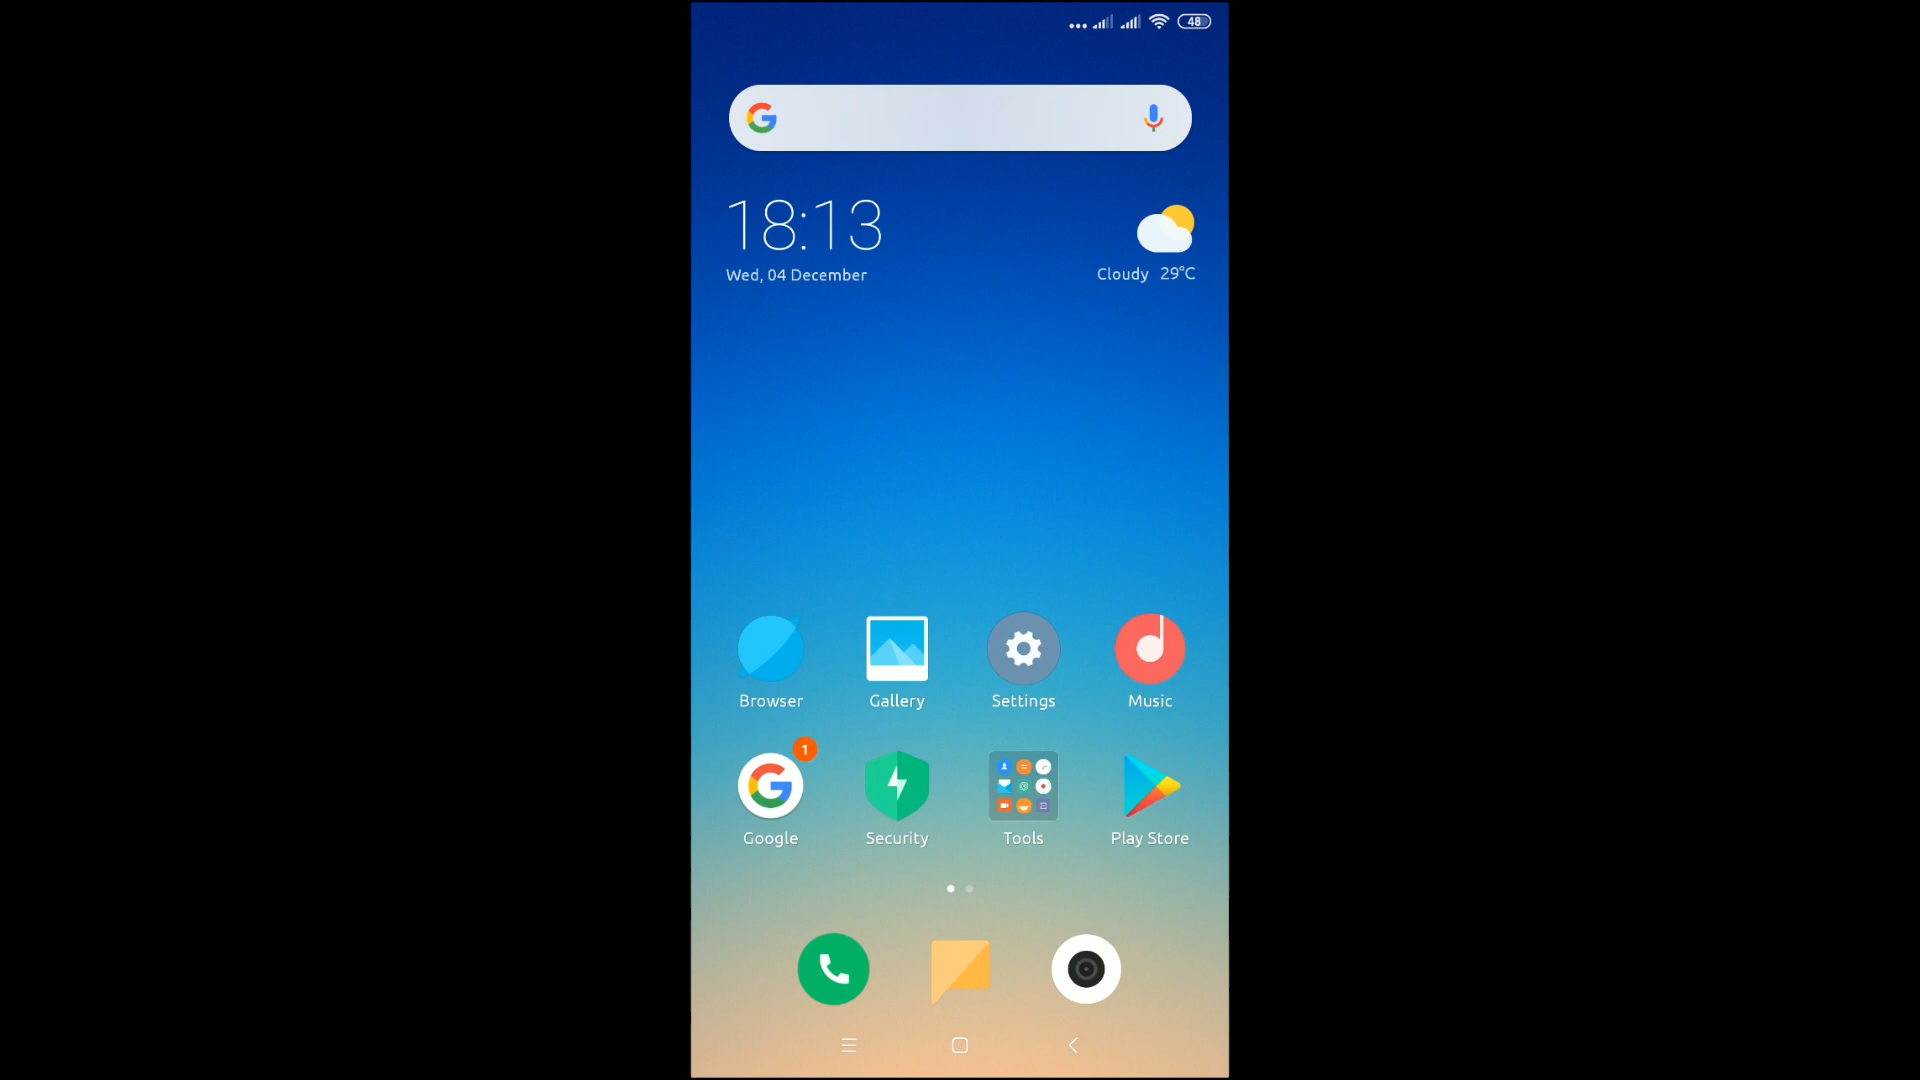 48
18:13
Wed, 04 December
Cloudy 29°C
Browser
Gallery
Settings
Music
1
Google
Security
Tools
Play Store